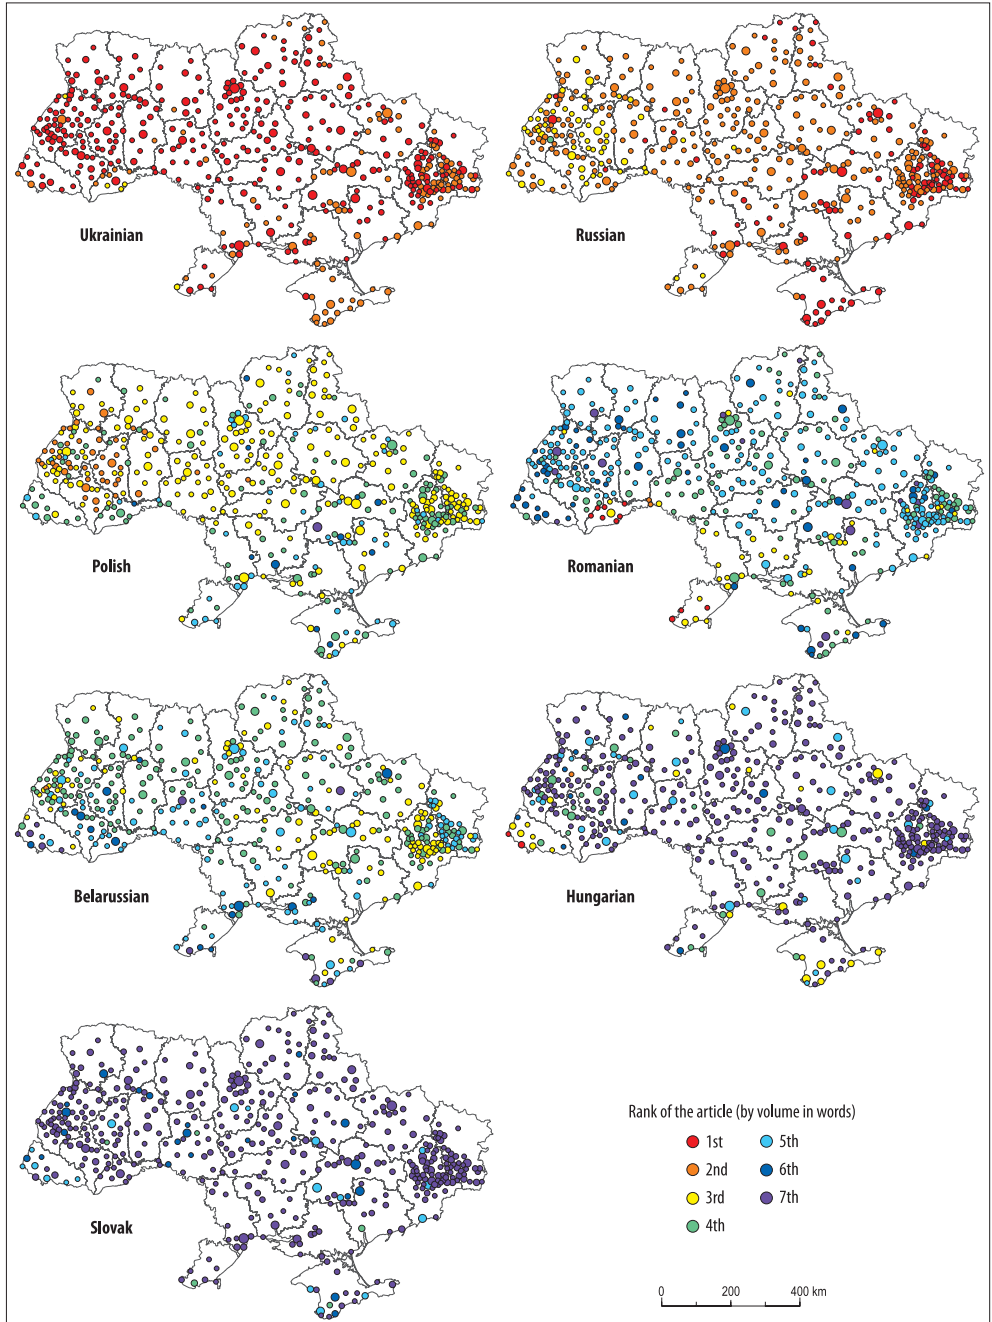 Ukrainian
Russian
Polish
Romanian
Belarussian
Hungarian
Slovak
Rank of the article (by volume in words)
1st
2nd
3rd
4th
5th
6th
7th
0 200 400 km